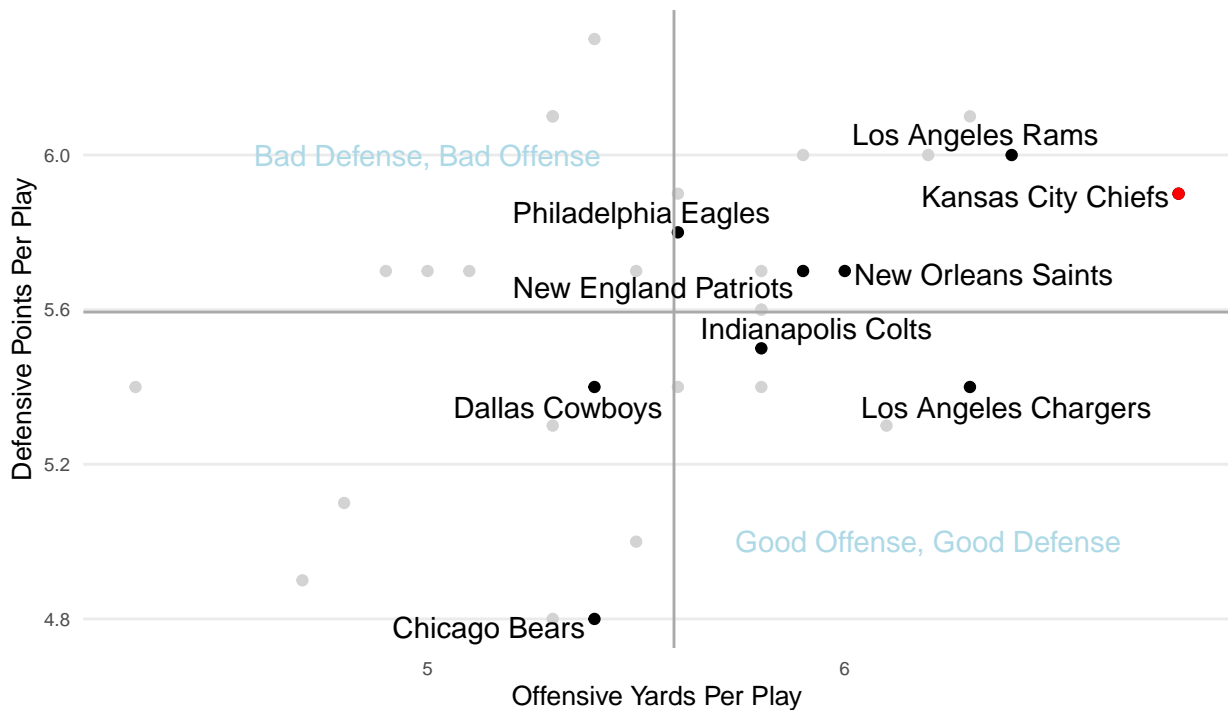 Los Angeles Rams
6.0
Bad Defense, Bad Offense
Kansas City Chiefs
Philadelphia Eagles
New Orleans Saints
New England Patriots
5.6
Indianapolis Colts
Dallas Cowboys
Los Angeles Chargers
5.2
Good Offense, Good Defense
4.8
Chicago Bears
5
6
Offensive Yards Per Play
Defensive Points Per Play